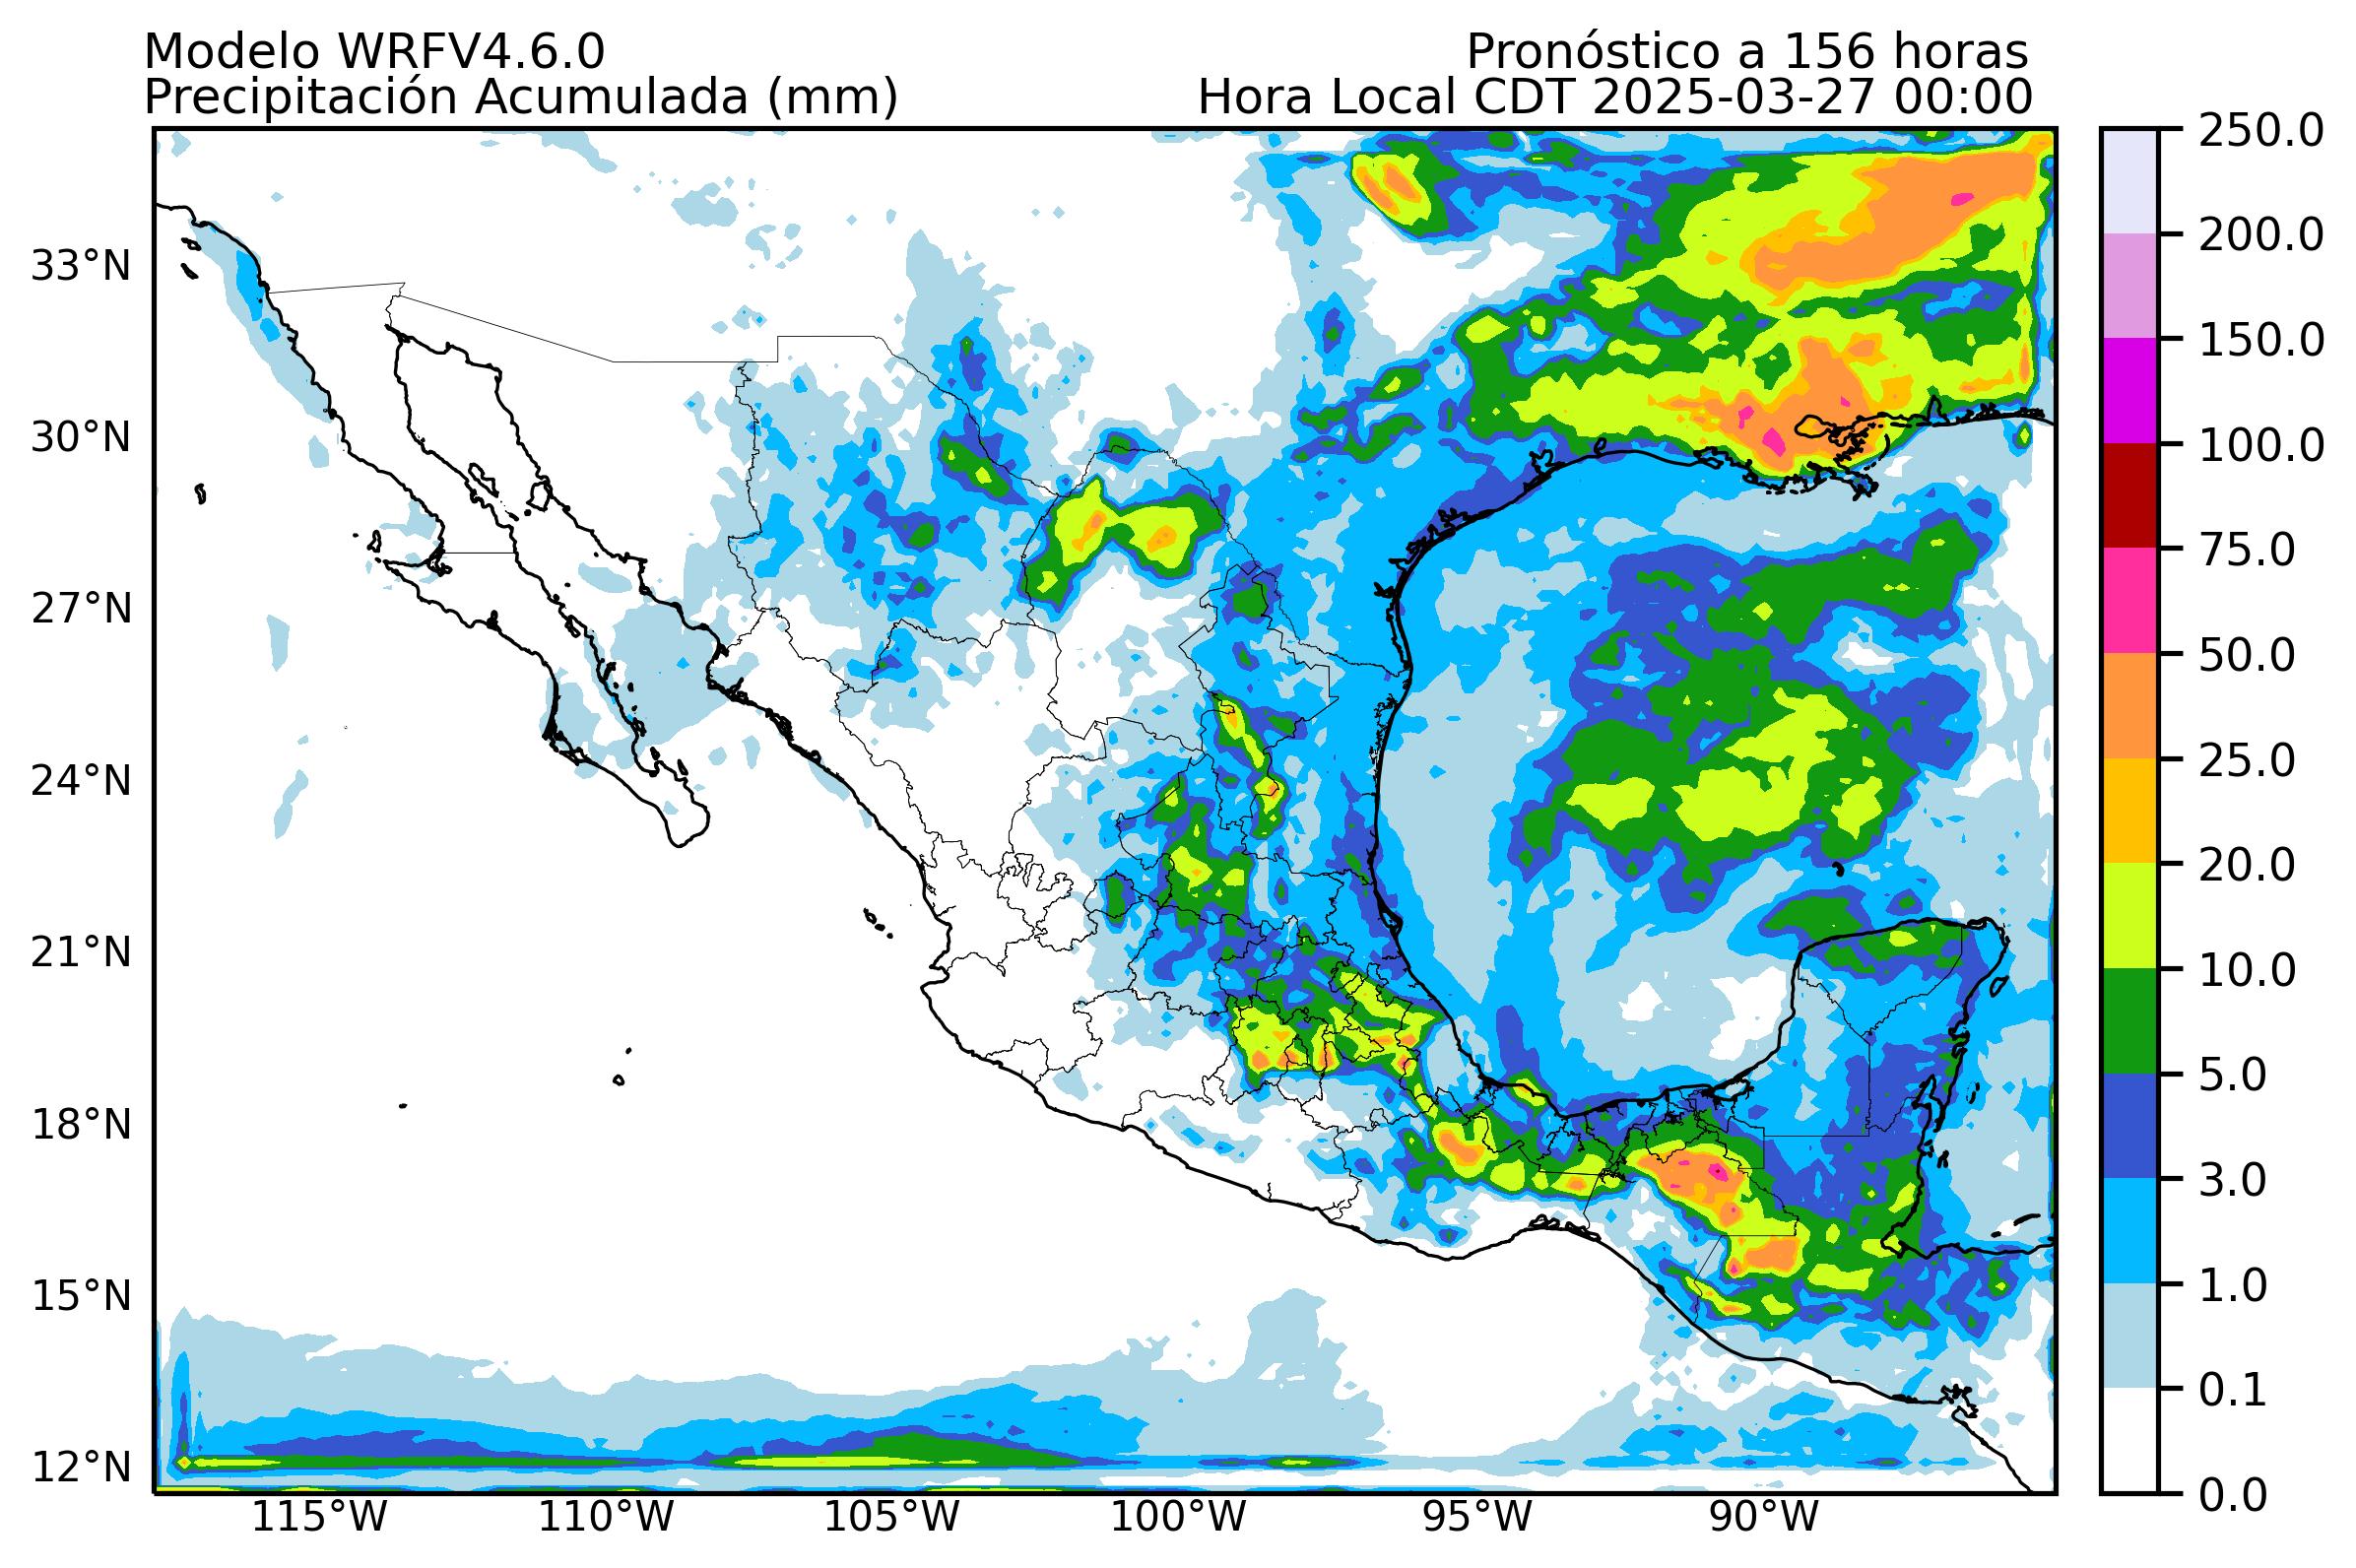 Modelo WRFV4.6.0
Pronóstico a 156 horas
Precipitación Acumulada (mm)
Hora Local CDT 2025-03-27 00:00
33°N
30°N
27°N
24°N
21°N
18°N
15°N
12°N
115°W
110°W
105°W
100°W
95°W
90°W
250.0
200.0
150.0
100.0
75.0
50.0
25.0
20.0
10.0
5.0
3.0
1.0
0.1
0.0